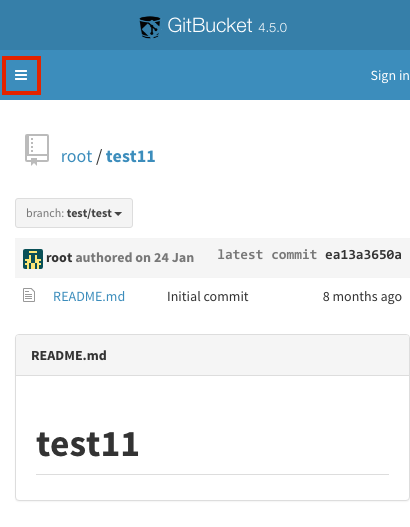 GitBucket 4.5.0
Sign in
root / test11
branch: test/test
root authored on 24 Jan latest commit ea13a3650a
README.md Initial commit 8 months ago
README.md
test11